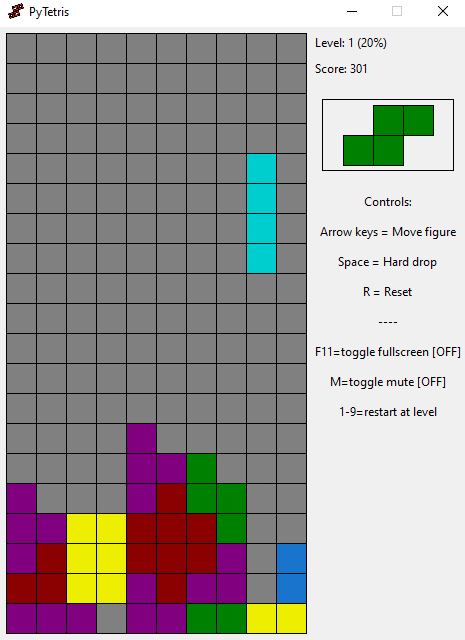 PyTetris
Level: 1 (20%)
Score: 301
Controls:
Arrow keys = Move figure
Space = Hard drop
R = Reset
----
F11=toggle fullscreen [OFF]
M=toggle mute [OFF]
1-9=restart at level